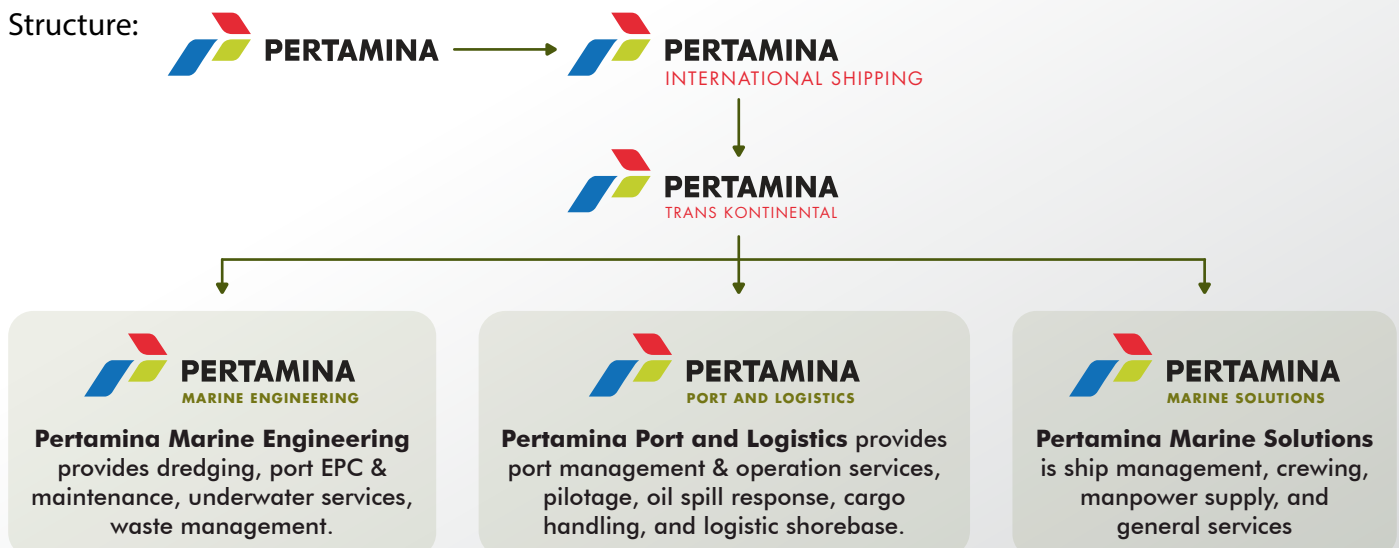 Structure:
PERTAMINA
PERTAMINA
INTERNATIONAL SHIPPING
PERTAMINA
TRANS KONTINENTAL
PERTAMINA
MARINE ENGINEERING
Pertamina Marine Engineering
provides dredging, port EPC &
maintenance, underwater services,
waste management.
PERTAMINA
PORT AND LOGISTICS
Pertamina Port and Logistics provides
port management & operation services,
pilotage, oil spill response, cargo
handling, and logistic shorebase.
PERTAMINA
MARINE SOLUTIONS
Pertamina Marine Solutions
is ship management, crewing,
manpower supply, and
general services